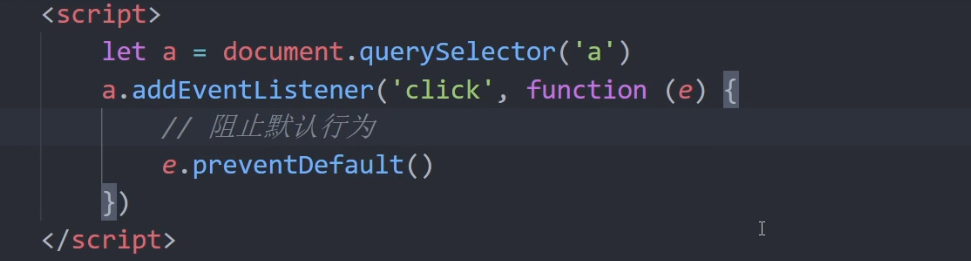 <script>
let a = document.querySelector('a')
a.addEventListener('click', function (e) {
// 阻止默认行为
e.preventDefault()
})
</script>